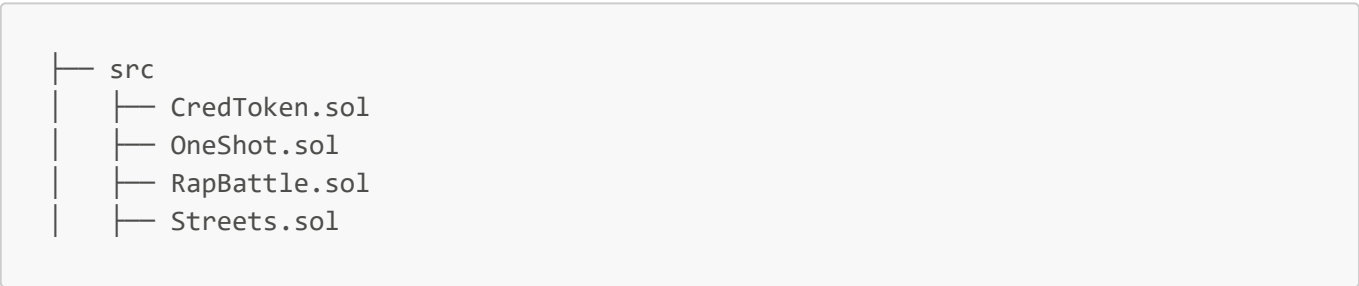 ├── src
│   ├── CredToken.sol
│   ├── OneShot.sol
│   ├── RapBattle.sol
│   ├── Streets.sol